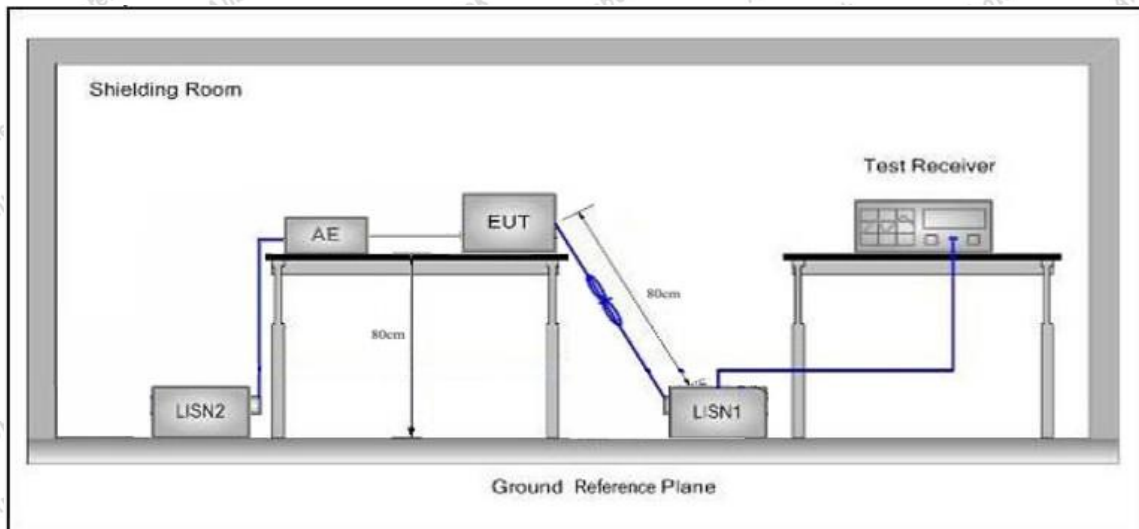 Shielding Room
Test Receiver
EUT
AE
80cm
80cm
LISN2
LISN1
Ground Reference Plane